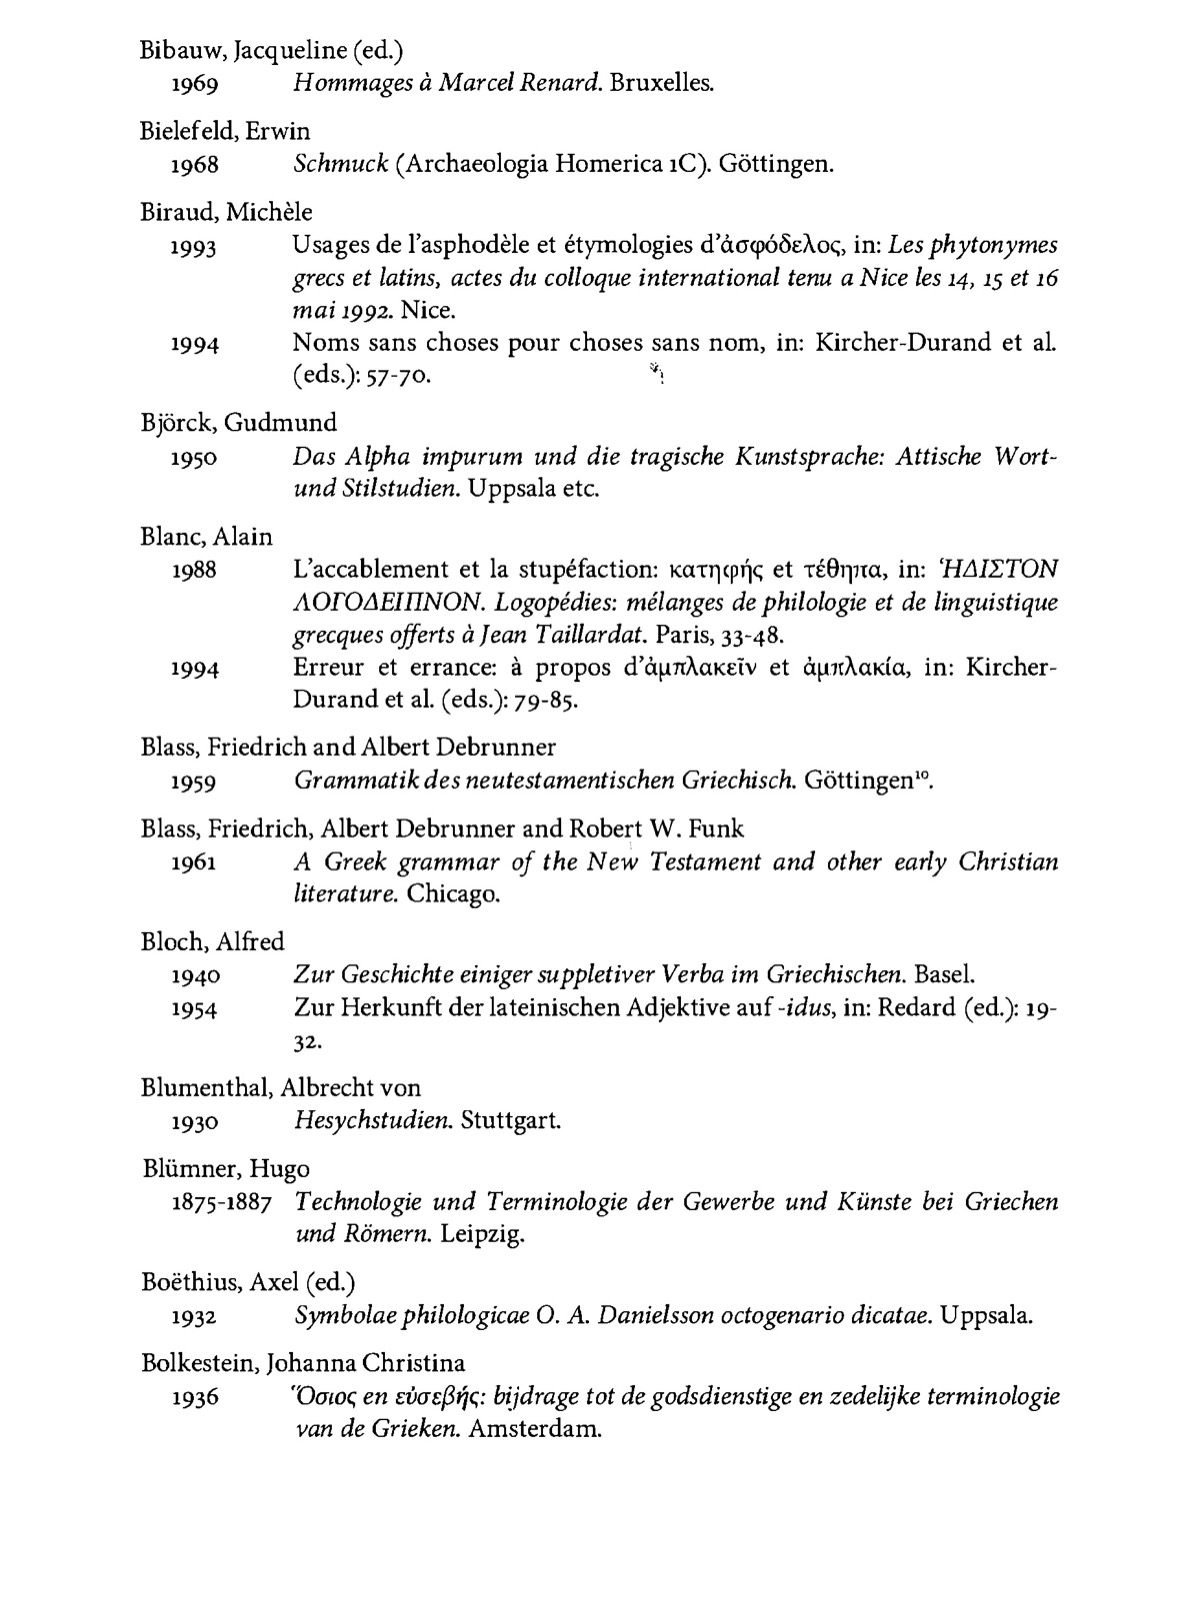 Bibauw, Jacqueline (ed.)
1969 Hommages à Marcel Renard. Bruxelles.
Bielefeld, Erwin
1968 Schmuck (Archaeologia Homerica 1C). Göttingen.
Biraud, Michèle
1993 Usages de l'asphodèle et étymologies d'ἀσφόδελος, in: Les phytonymes
grecs et latins, actes du colloque international tenu a Nice les 14, 15 et 16
mai 1992. Nice.
1994 Noms sans choses pour choses sans nom, in: Kircher-Durand et al.
(eds.): 57-70.
Björck, Gudmund
1950 Das Alpha impurum und die tragische Kunstsprache: Attische Wort-
und Stilstudien. Uppsala etc.
Blanc, Alain
1988 L'accablement et la stupéfaction: κατηφής et τέθηπα, in: ἭΔΙΣΤΟΝ
ΛΟΓΟΔΕΙΠΝΟΝ. Logopédies: mélanges de philologie et de linguistique
grecques offerts à Jean Taillardat. Paris, 33-48.
1994 Erreur et errance: à propos d'ἀμπλακεῖν et ἀμπλακία, in: Kircher-
Durand et al. (eds.): 79-85.
Blass, Friedrich and Albert Debrunner
1959 Grammatik des neutestamentischen Griechisch. Göttingen¹⁰.
Blass, Friedrich, Albert Debrunner and Robert W. Funk
1961 A Greek grammar of the New Testament and other early Christian
literature. Chicago.
Bloch, Alfred
1940 Zur Geschichte einiger suppletiver Verba im Griechischen. Basel.
1954 Zur Herkunft der lateinischen Adjektive auf -idus, in: Redard (ed.): 19-
32.
Blumenthal, Albrecht von
1930 Hesychstudien. Stuttgart.
Blümner, Hugo
1875-1887 Technologie und Terminologie der Gewerbe und Künste bei Griechen
und Römern. Leipzig.
Boëthius, Axel (ed.)
1932 Symbolae philologicae O. A. Danielsson octogenario dicatae. Uppsala.
Bolkestein, Johanna Christina
1936 Ὅσιος en εὐσεβής: bijdrage tot de godsdienstige en zedelijke terminologie
van de Grieken. Amsterdam.